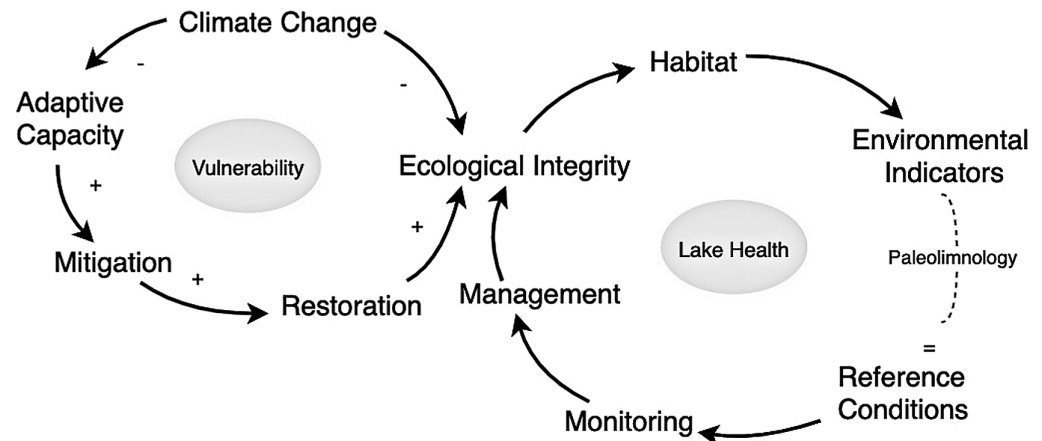 Climate Change
-
-
Adaptive
Capacity
Vulnerability
+
Mitigation
+
Restoration
+
Ecological Integrity
Habitat
Environmental
Indicators
Paleolimnology
Lake Health
=
Reference
Conditions
Monitoring
Management